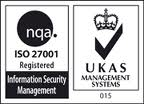 nqa.
ISO 27001
Registered
Information Security
Management
UKAS
MANAGEMENT
SYSTEMS
015